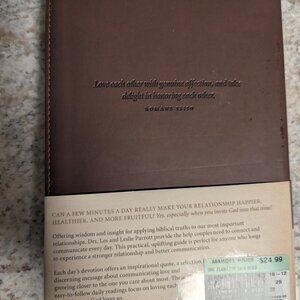 Love each other with genuine affection, and take
delight in honoring each other.
ROMANS 12:10
CAN A FEW MINUTES A DAY REALLY MAKE YOUR RELATIONSHIP HAPPIER,
HEALTHIER, AND MORE FRUITFUL? Yes, especially when you invite God into that time!
Offering wisdom and insight for applying biblical truths to our most important
relationships, Drs. Les and Leslie Parrott provide the help couples need to connect and
communicate every day. This practical, uplifting guide is perfect for anyone who longs
to experience a stronger relationship and better communication.
Each day's devotion offers an inspirational quote, a selection
discerning message about communicating love and
growing closer to the one you care about most
easy-to-follow daily readings focus on loving each
$24.99